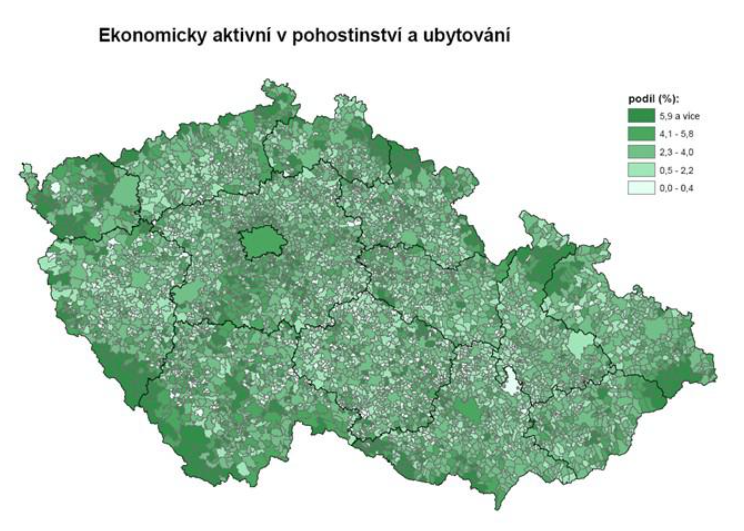 Ekonomicky aktivní v pohostinství a ubytování
podíl (%):
5,9 a více
4,1 - 5,8
2,3 - 4,0
0,5 - 2,2
0,0 - 0,4